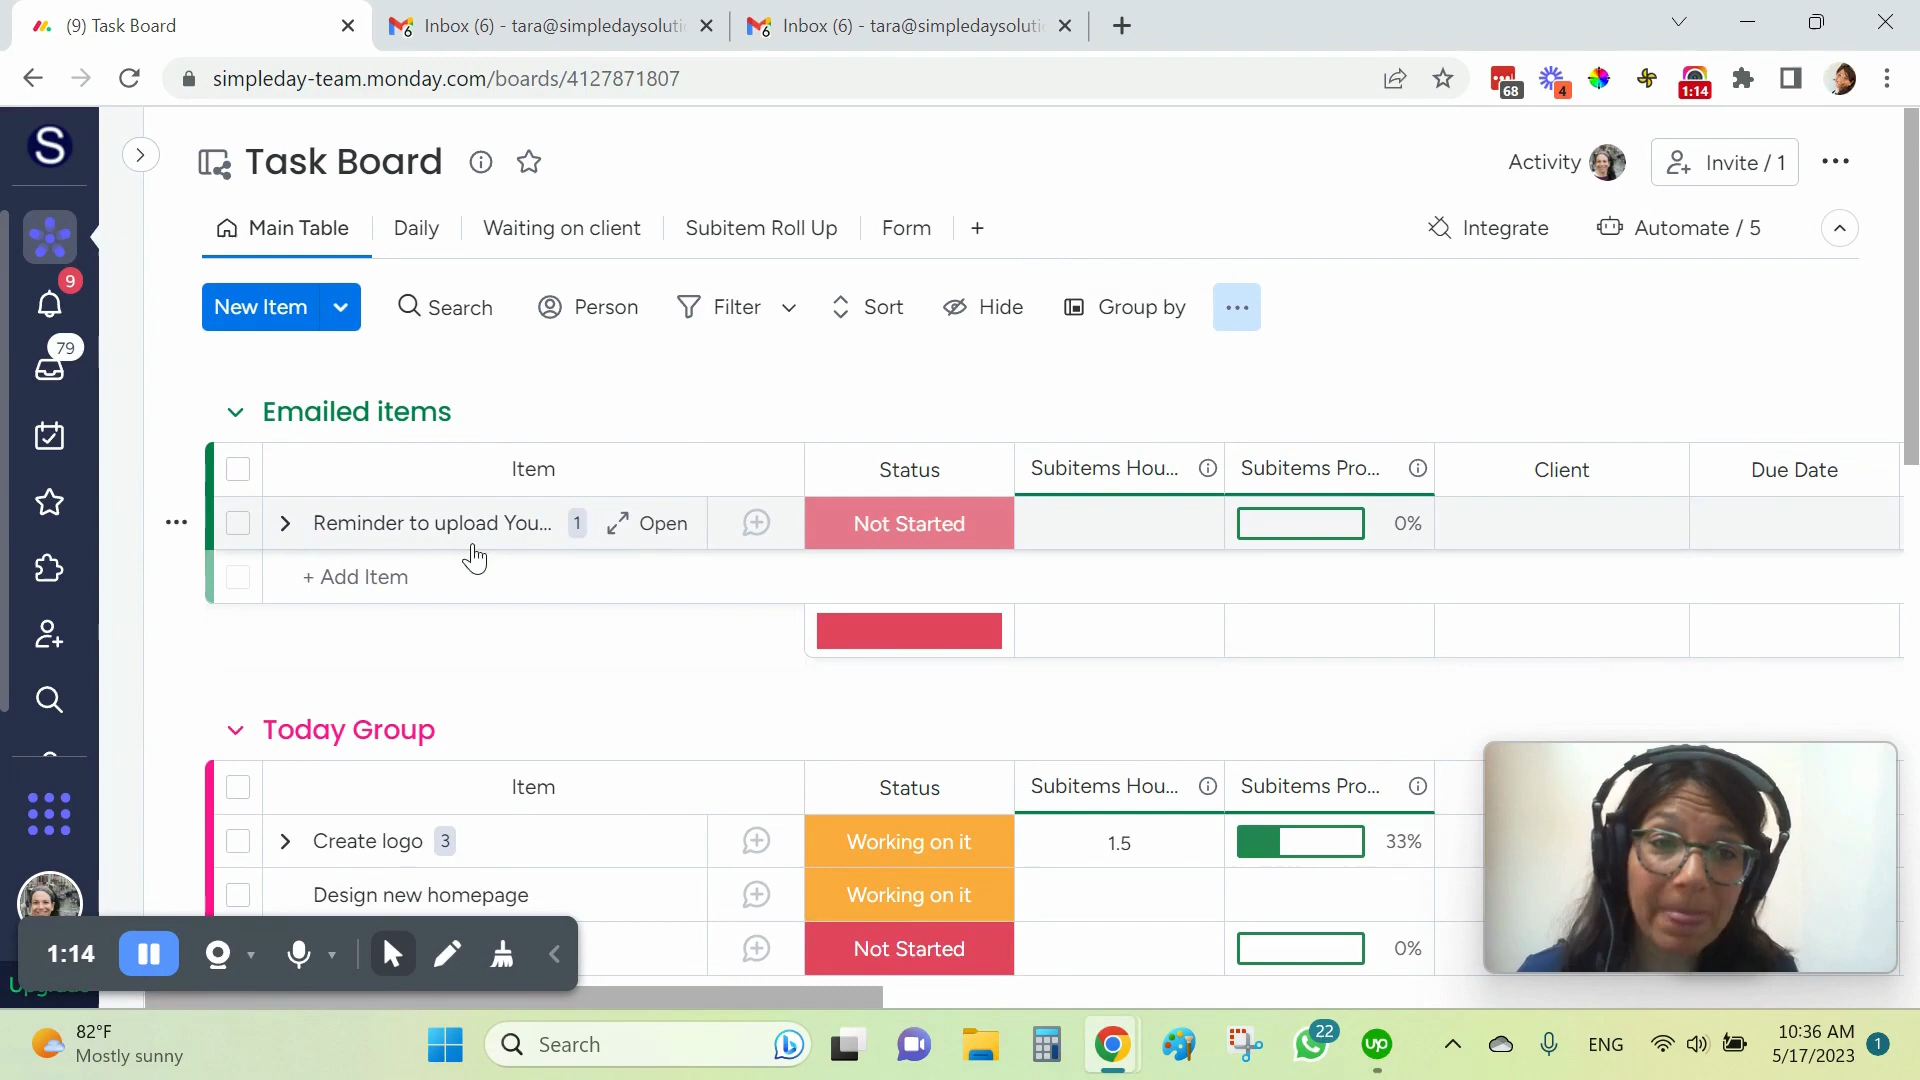 (9) Task Board
Inbox (6) - tara@simpledaysoluti
Inbox (6) - tara@simpledaysoluti
simpleday-team.monday.com/boards/4127871807
68
4
1:14
S
Task Board
Activity
Invite / 1
Main Table
Daily
Waiting on client
Subitem Roll Up
Form
+
Integrate
Automate / 5
9
79
New Item
Search
Person
Filter
Sort
Hide
Group by
Emailed items
Item
Status
Subitems Hou...
Subitems Pro...
Client
Due Date
Reminder to upload You...
1
Open
Not Started
0%
+ Add Item
Today Group
Item
Status
Subitems Hou...
Subitems Pro...
Create logo
3
Working on it
1.5
33%
Design new homepage
Working on it
Not Started
0%
1:14
82°F
Mostly sunny
Search
22
up
ENG
10:36 AM
5/17/2023
1